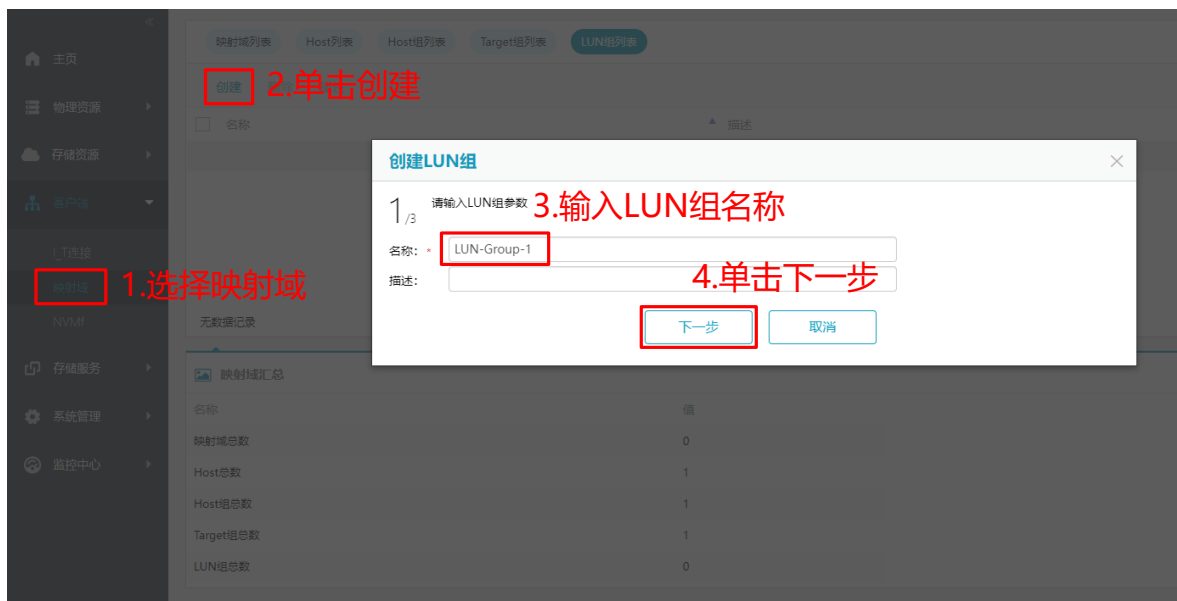 «
主页
物理资源
存储资源
客户端
I_T连接
映射域
NVMf
存储服务
系统管理
监控中心
1.选择映射域
映射域列表 Host列表 Host组列表 Target组列表 LUN组列表
创建
2.单击创建
名称 描述
创建LUN组
1/3 请输入LUN组参数
3.输入LUN组名称
名称: * LUN-Group-1
描述:
4.单击下一步
下一步 取消
无数据记录
映射域汇总
名称 值
映射域总数 0
Host总数 1
Host组总数 1
Target组总数 1
LUN组总数 0